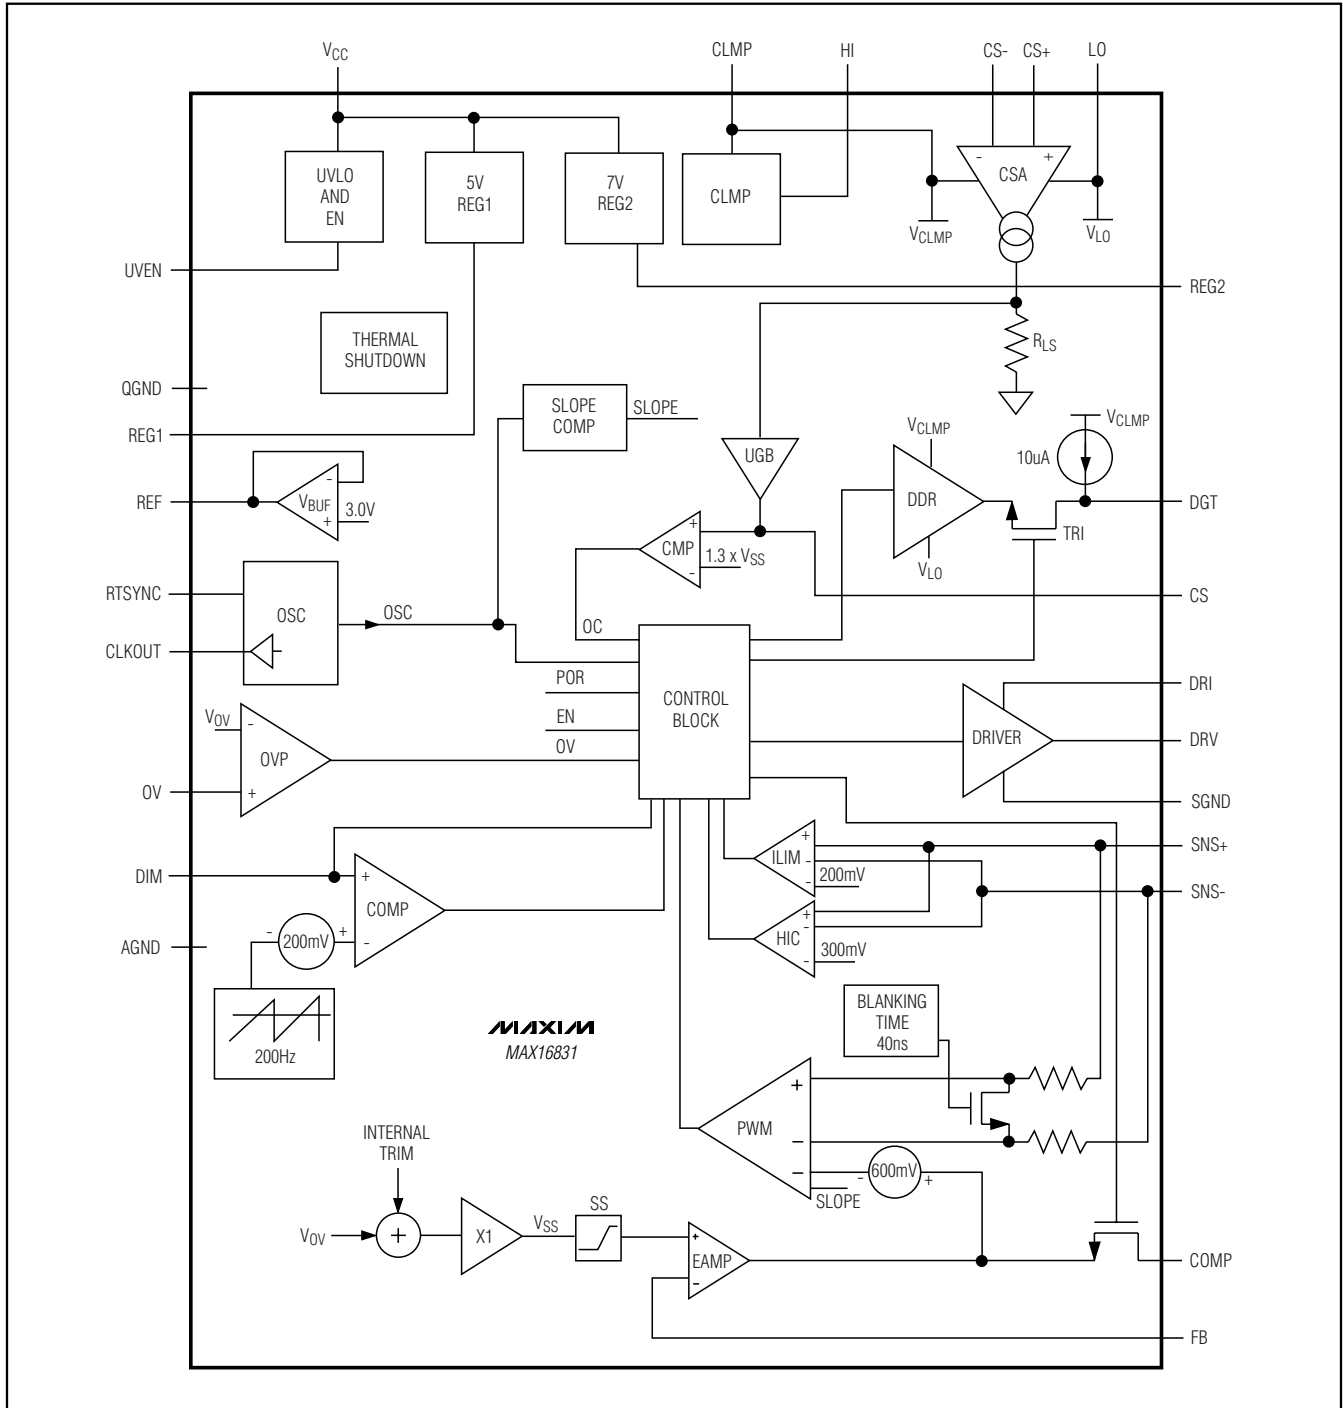 VCC
CLMP
HI
CS-
CS+
LO
UVLO
AND
EN
5V
REG1
7V
REG2
CLMP
-
+
CSA
VCLMP
VLO
UVEN
REG2
THERMAL
SHUTDOWN
RLS
QGND
SLOPE
COMP
SLOPE
REG1
UGB
VCLMP
VCLMP
10uA
REF
-
VBUF
+
3.0V
DDR
DGT
TRI
+
CMP
-
1.3 x VSS
VLO
RTSYNC
OSC
OSC
CS
CLKOUT
OC
POR
CONTROL
BLOCK
DRI
VOV
-
EN
DRIVER
DRV
OVP
OV
OV
+
SGND
+
ILIM
-
-
200mV
SNS+
DIM
+
COMP
SNS-
-
200mV
+
-
+
HIC
-
-
300mV
AGND
200Hz
BLANKING
TIME
40ns
MAXIM
MAX16831
+
PWM
−
−
INTERNAL
TRIM
-
600mV
+
SLOPE
VOV
+
X1
VSS
SS
+
EAMP
−
COMP
FB